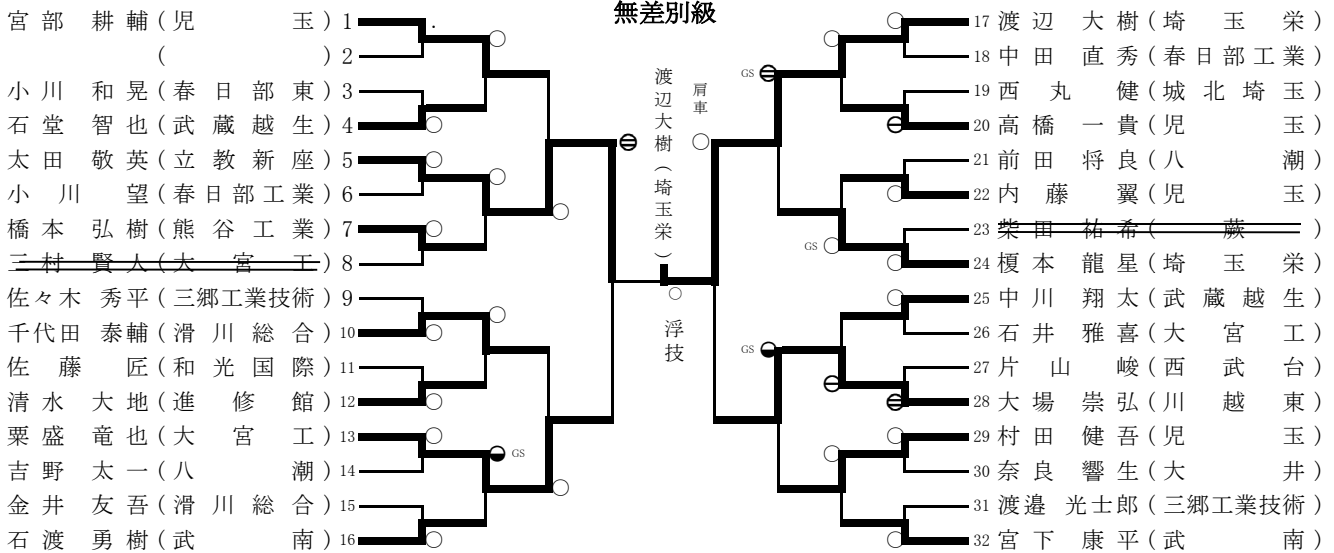 無差別級
宮部 耕輔(児 玉)1
( )2
小川 和晃(春日部東)3
石堂 智也(武蔵越生)4
太田 敬英(立教新座)5
小川 望(春日部工業)6
橋本 弘樹(熊谷工業)7
三村 賢人(大宮工)8
佐々木 秀平(三郷工業技術)9
千代田 泰輔(滑川総合)10
佐藤 匠(和光国際)11
清水 大地(進修館)12
栗盛 竜也(大宮工)13
吉野 太一(八潮)14
金井 友吾(滑川総合)15
石渡 勇樹(武南)16
GS
渡辺大樹(埼玉栄)
浮技
肩車
GS
GS
GS
17 渡辺 大樹(埼玉栄)
18 中田 直秀(春日部工業)
19 西丸 健(城北埼玉)
20 高橋 一貴(児玉)
21 前田 将良(八潮)
22 内藤 翼(児玉)
23 柴田 祐希(蕨)
24 榎本 龍星(埼玉栄)
25 中川 翔太(武蔵越生)
26 石井 雅喜(大宮工)
27 片山 峻(西武台)
28 大場 崇弘(川越東)
29 村田 健吾(児玉)
30 奈良 響生(大井)
31 渡邉 光士郎(三郷工業技術)
32 宮下 康平(武南)